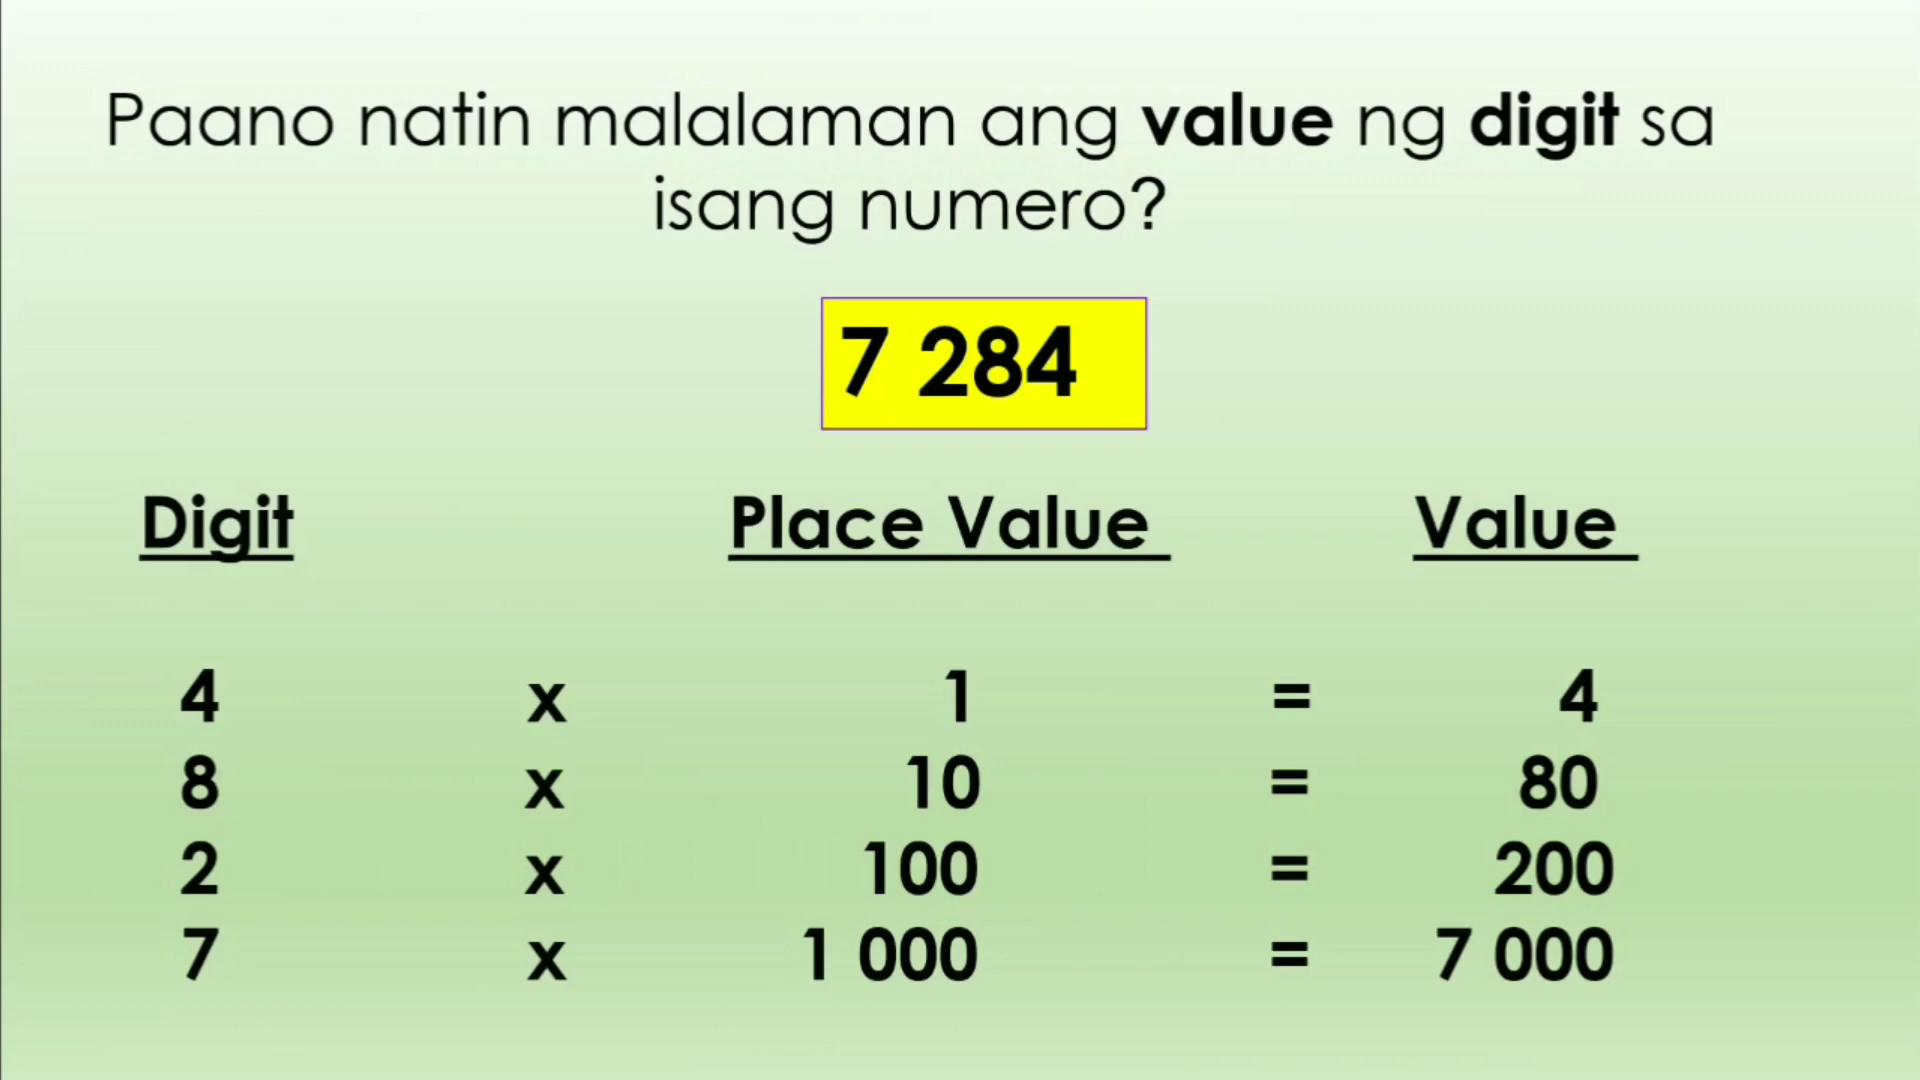 Paano natin malalaman ang value ng digit sa
isang numero?
7 284
Digit Place Value Value
4 x 1 = 4
8 x 10 = 80
2 x 100 = 200
7 x 1 000 = 7 000